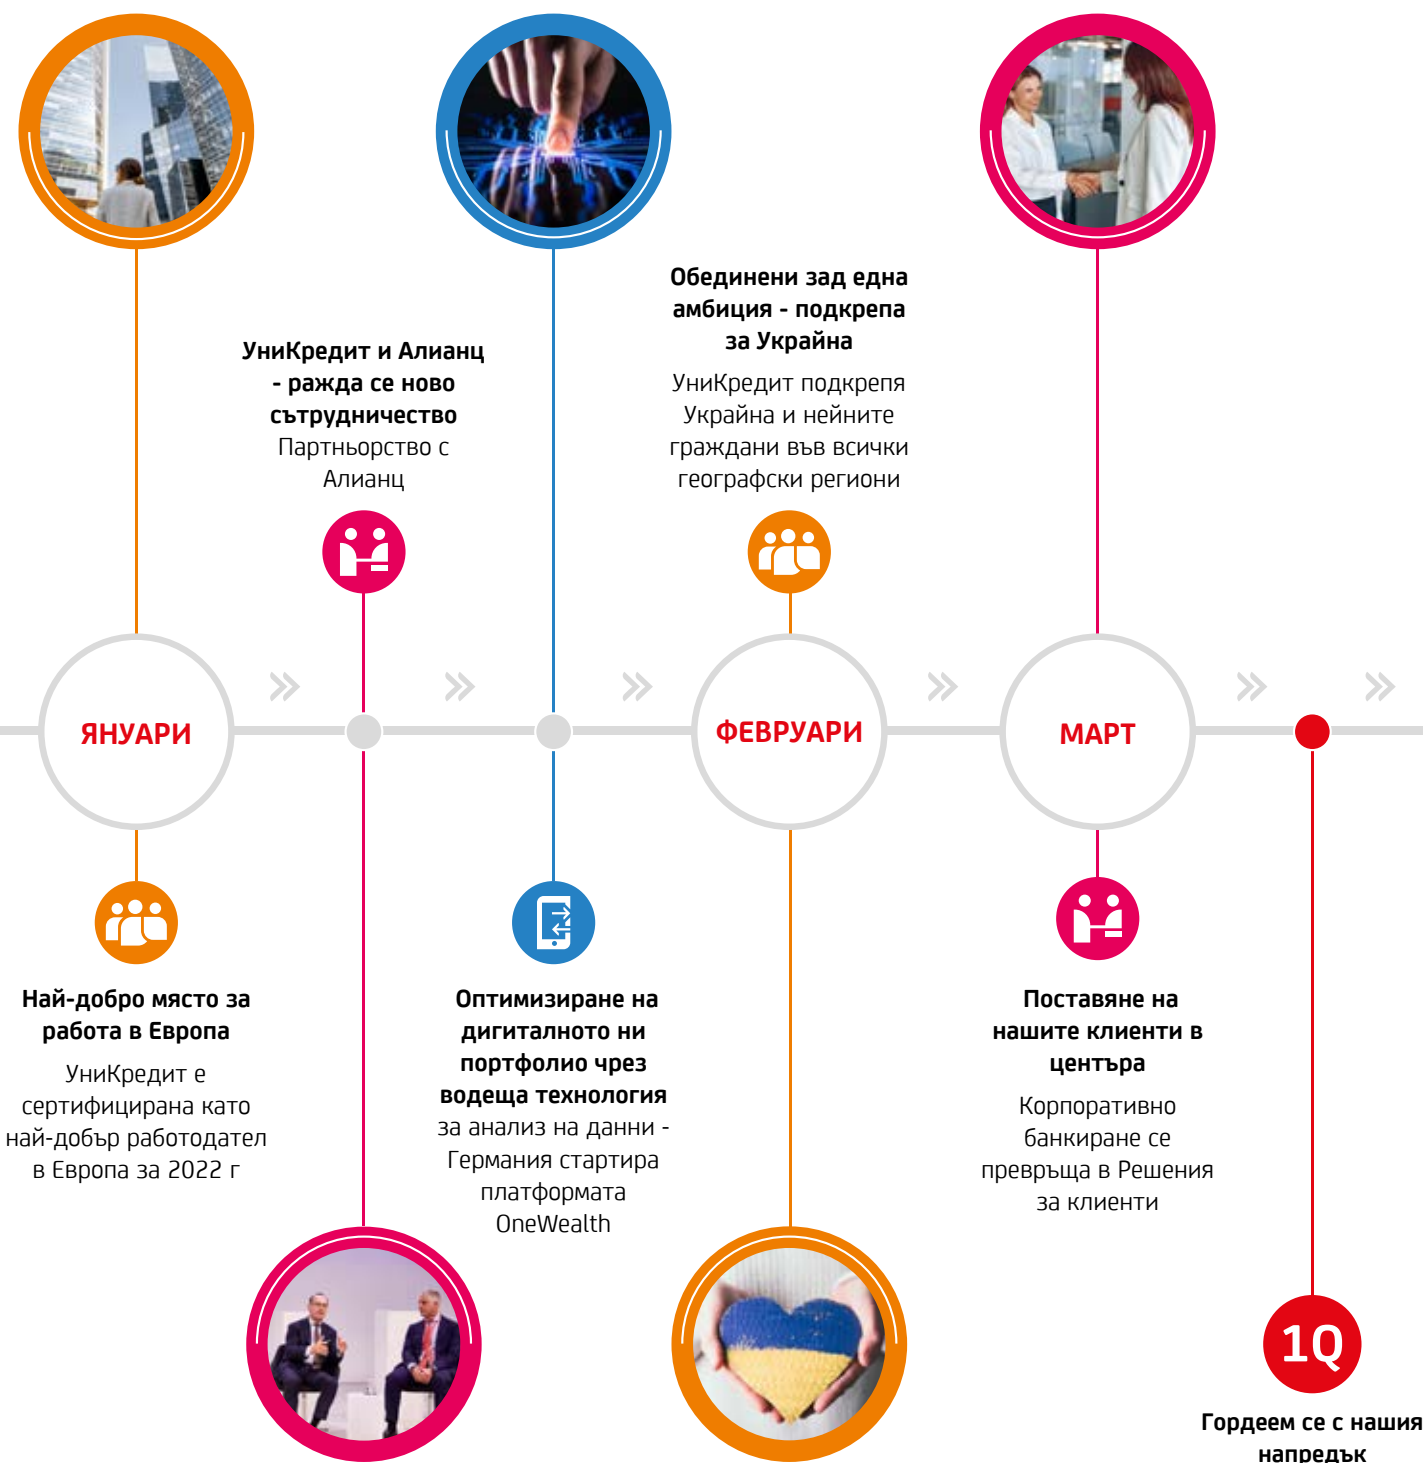 УниКредит и Алианц
- ражда се ново
сътрудничество
Партньорство с
Алианц
Обединени зад една
амбиция - подкрепа
за Украйна
УниКредит подкрепя
Украйна и нейните
граждани във всички
географски региони
ЯНУАРИ
ФЕВРУАРИ
МАРТ
Най-добро място за
работа в Европа
УниКредит е
сертифицирана като
най-добър работодател
в Европа за 2022 г
Оптимизиране на
дигиталното ни
портфолио чрез
водеща технология
за анализ на данни -
Германия стартира
платформата
OneWealth
Поставяне на
нашите клиенти в
центъра
Корпоративно
банкиране се
превръща в Решения
за клиенти
1Q
Гордеем се с нашия
напредък